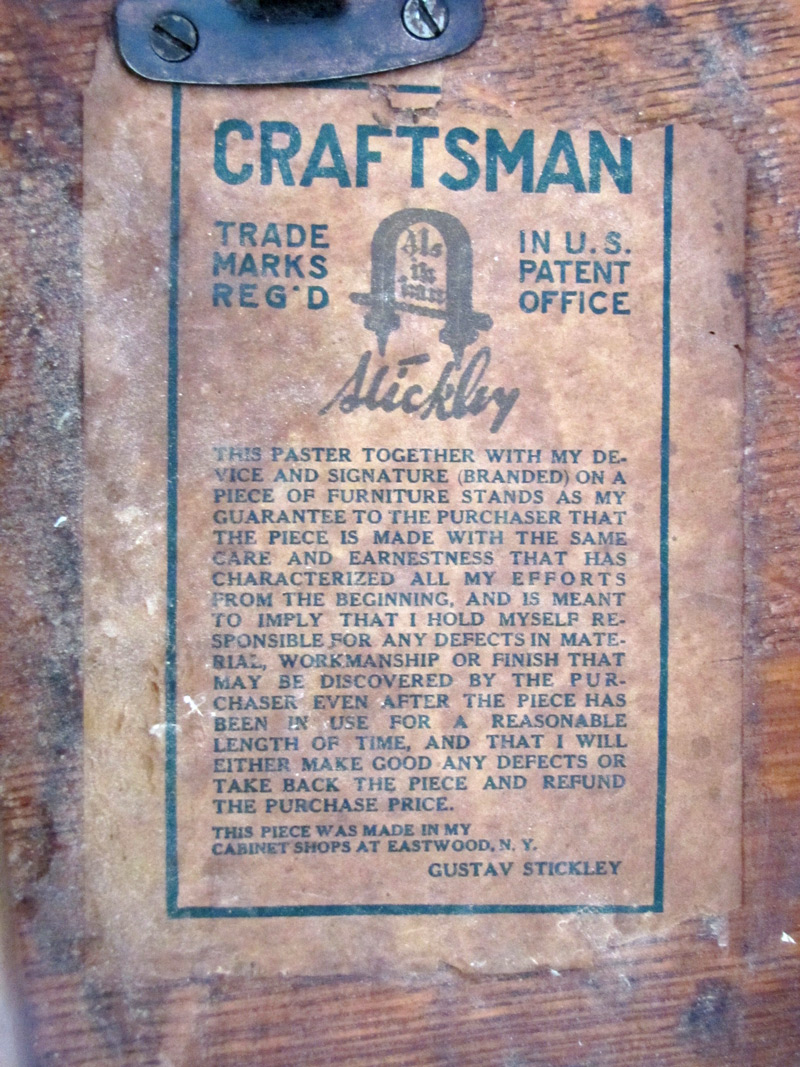 CRAFTSMAN
TRADE
MARKS
REG'D
Als
ik
kan
IN U.S.
PATENT
OFFICE
Stickley
THIS PASTER TOGETHER WITH MY DE-
VICE AND SIGNATURE (BRANDED) ON A
PIECE OF FURNITURE STANDS AS MY
GUARANTEE TO THE PURCHASER THAT
THE PIECE IS MADE WITH THE SAME
CARE AND EARNESTNESS THAT HAS
CHARACTERIZED ALL MY EFFORTS
FROM THE BEGINNING, AND IS MEANT
TO IMPLY THAT I HOLD MYSELF RE-
SPONSIBLE FOR ANY DEFECTS IN MATE-
RIAL, WORKMANSHIP OR FINISH THAT
MAY BE DISCOVERED BY THE PUR-
CHASER EVEN AFTER THE PIECE HAS
BEEN IN USE FOR A REASONABLE
LENGTH OF TIME, AND THAT I WILL
EITHER MAKE GOOD ANY DEFECTS OR
TAKE BACK THE PIECE AND REFUND
THE PURCHASE PRICE.
THIS PIECE WAS MADE IN MY
CABINET SHOPS AT EASTWOOD, N. Y.
GUSTAV STICKLEY